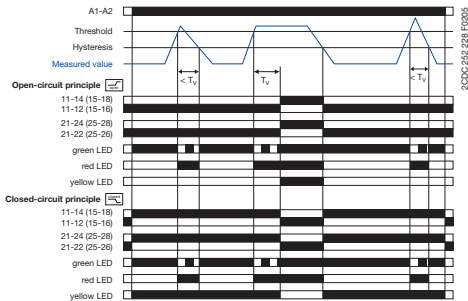 A1-A2
Threshold
Hysteresis
Measured value
< Tv
Tv
< Tv
Open-circuit principle open
11-14 (15-18)
11-12 (15-16)
21-24 (25-28)
21-22 (25-26)
green LED
red LED
yellow LED
Closed-circuit principle closed
11-14 (15-18)
11-12 (15-16)
21-24 (25-28)
21-22 (25-26)
green LED
red LED
yellow LED
2CDC 252 228 F0205